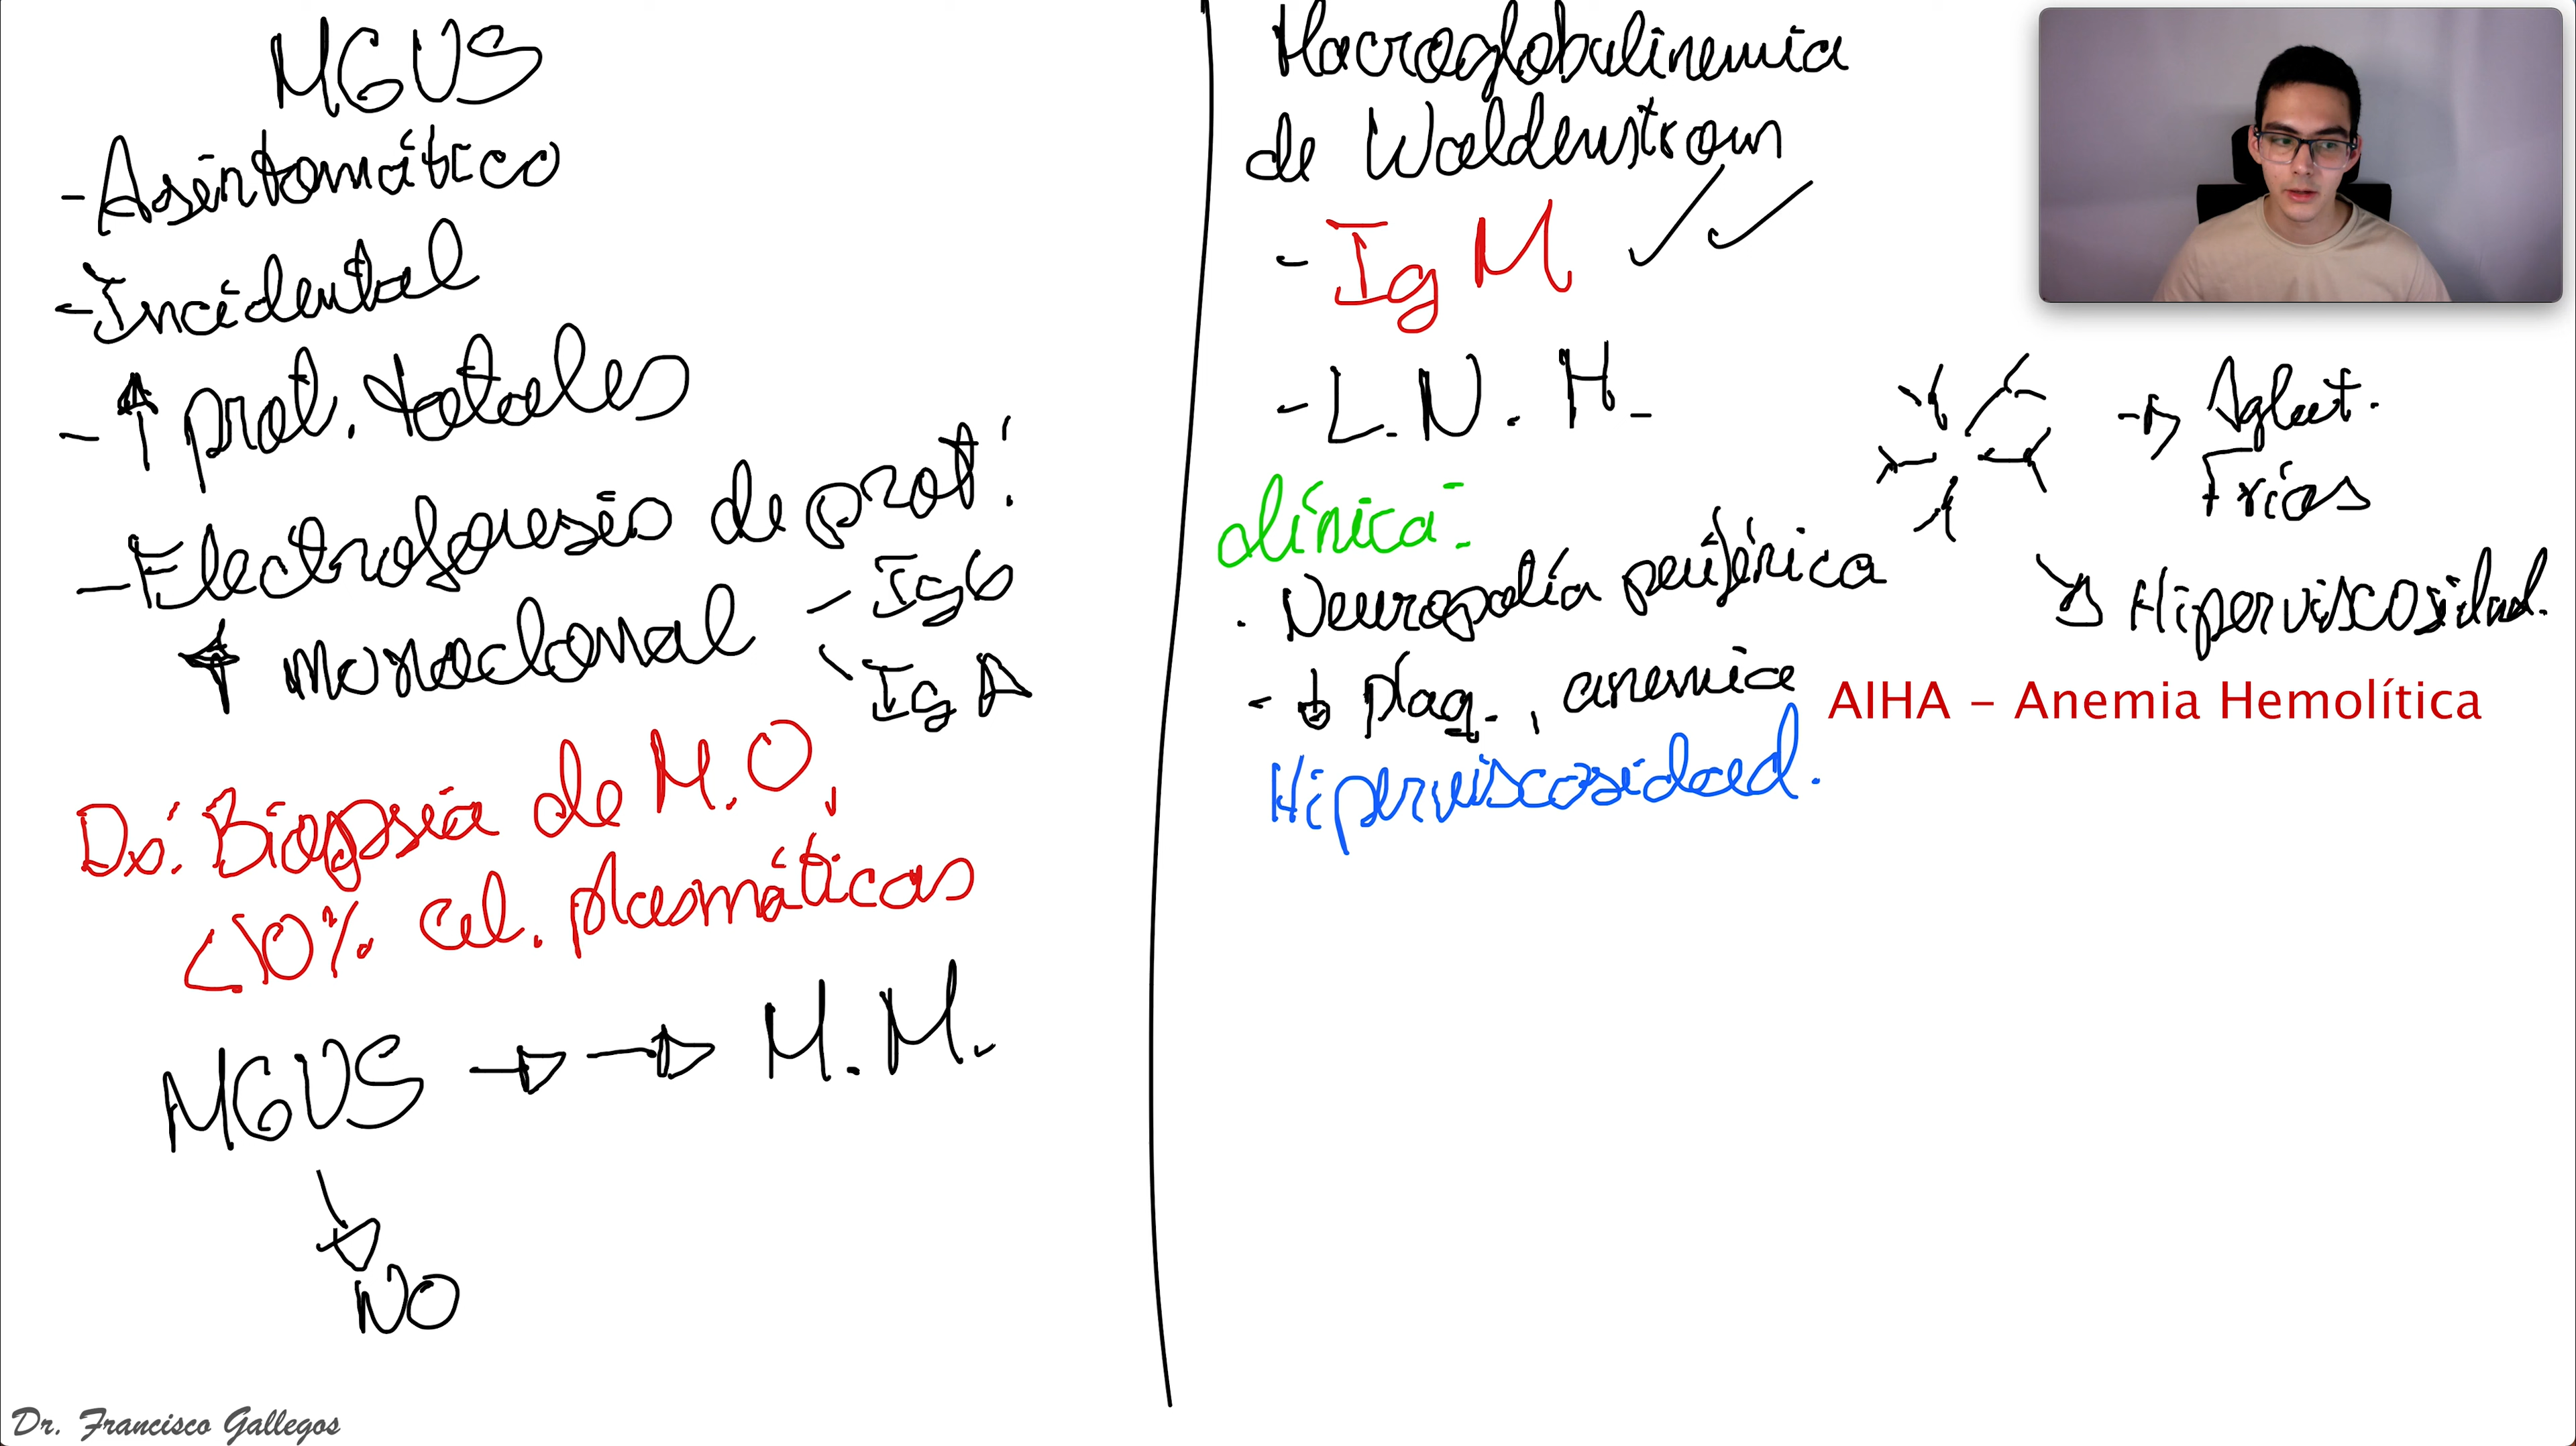 MGUS
- Asintomático
- Incidental
- ↑ prot. totales
- Electroforesis de prot:
↑ monoclonal - IgG
- IgA
Dx: Biopsia de M.O.
<10% cel. plasmáticas
MGUS → → M.M.
↓
NO
Dr. Francisco Gallegos
Macroglobulinemia
de Waldenstrom
- IgM ✓✓
- L.N.H.
→ Aglut.
Frías
↘ Hiperviscosidad.
clínica:
. Neuropatía periférica
- ↓ plaq., anemia
AIHA – Anemia Hemolítica
Hiperviscosidad.